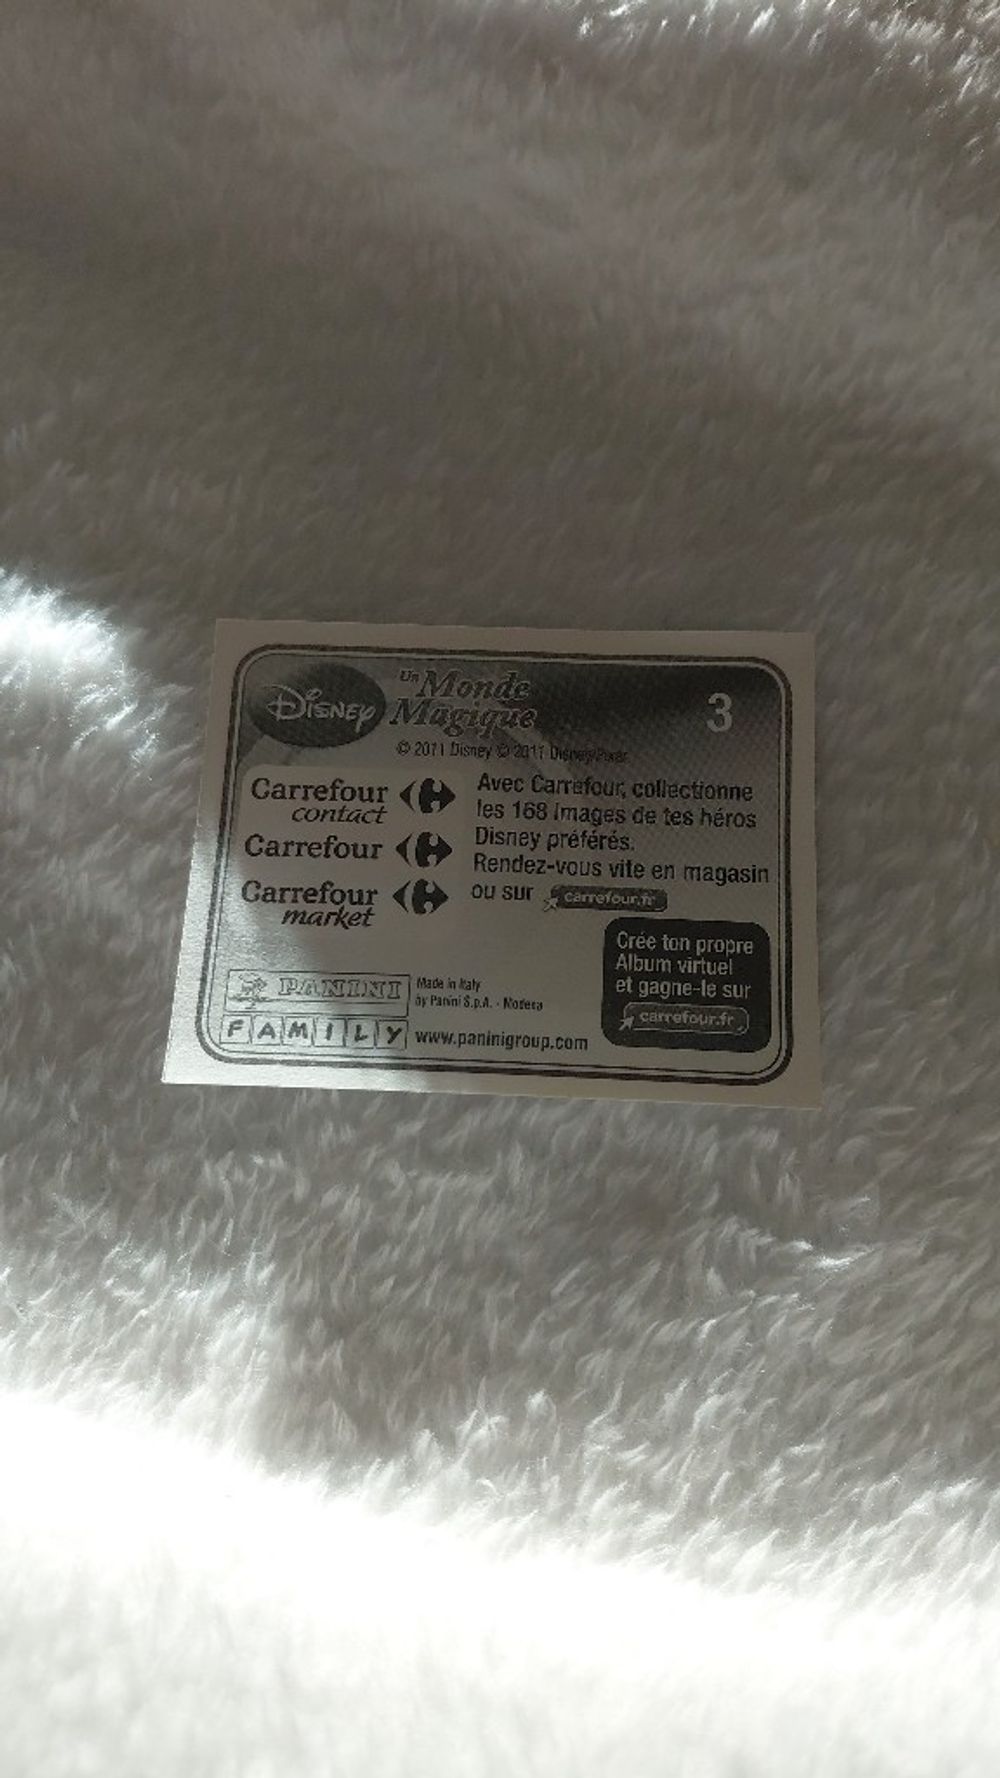 DISNEY
Un Monde
Magique
3
© 2011 Disney © 2011 Disney/Pixar
Carrefour
contact
Carrefour
Carrefour
market
Avec Carrefour, collectionne
les 168 images de tes héros
Disney préférés.
Rendez-vous vite en magasin
ou sur carrefour.fr
Crée ton propre
Album virtuel
et gagne-le sur
carrefour.fr
PANINI
FAMILY
Made in Italy
by Panini S.p.A. - Modena
www.paninigroup.com